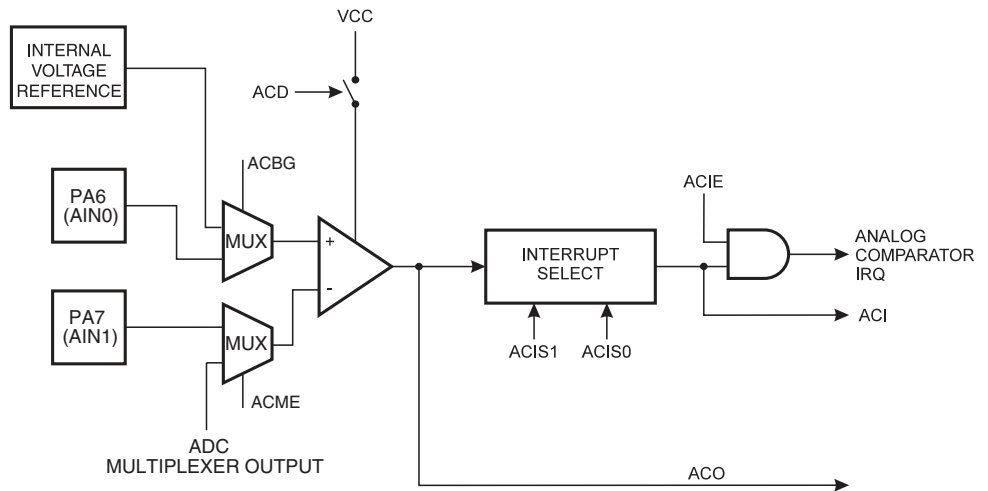 VCC
INTERNAL
VOLTAGE
REFERENCE
ACD
ACBG
PA6
(AIN0)
MUX
+
-
PA7
(AIN1)
MUX
ACME
ADC
MULTIPLEXER OUTPUT
INTERRUPT
SELECT
ACIS1
ACIS0
ACIE
ANALOG
COMPARATOR
IRQ
ACI
ACO